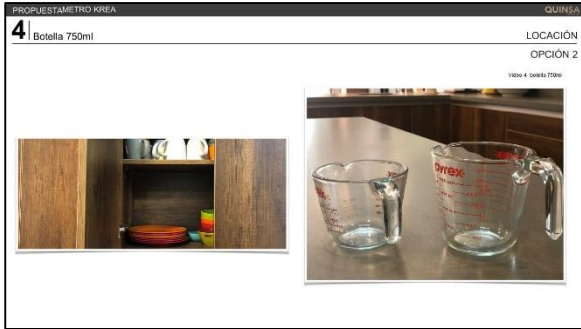 PROPUESTAMETRO KREA
QUINSA
4 Botella 750ml
LOCACIÓN
OPCIÓN 2
Video 4 botella 750ml
PYREX